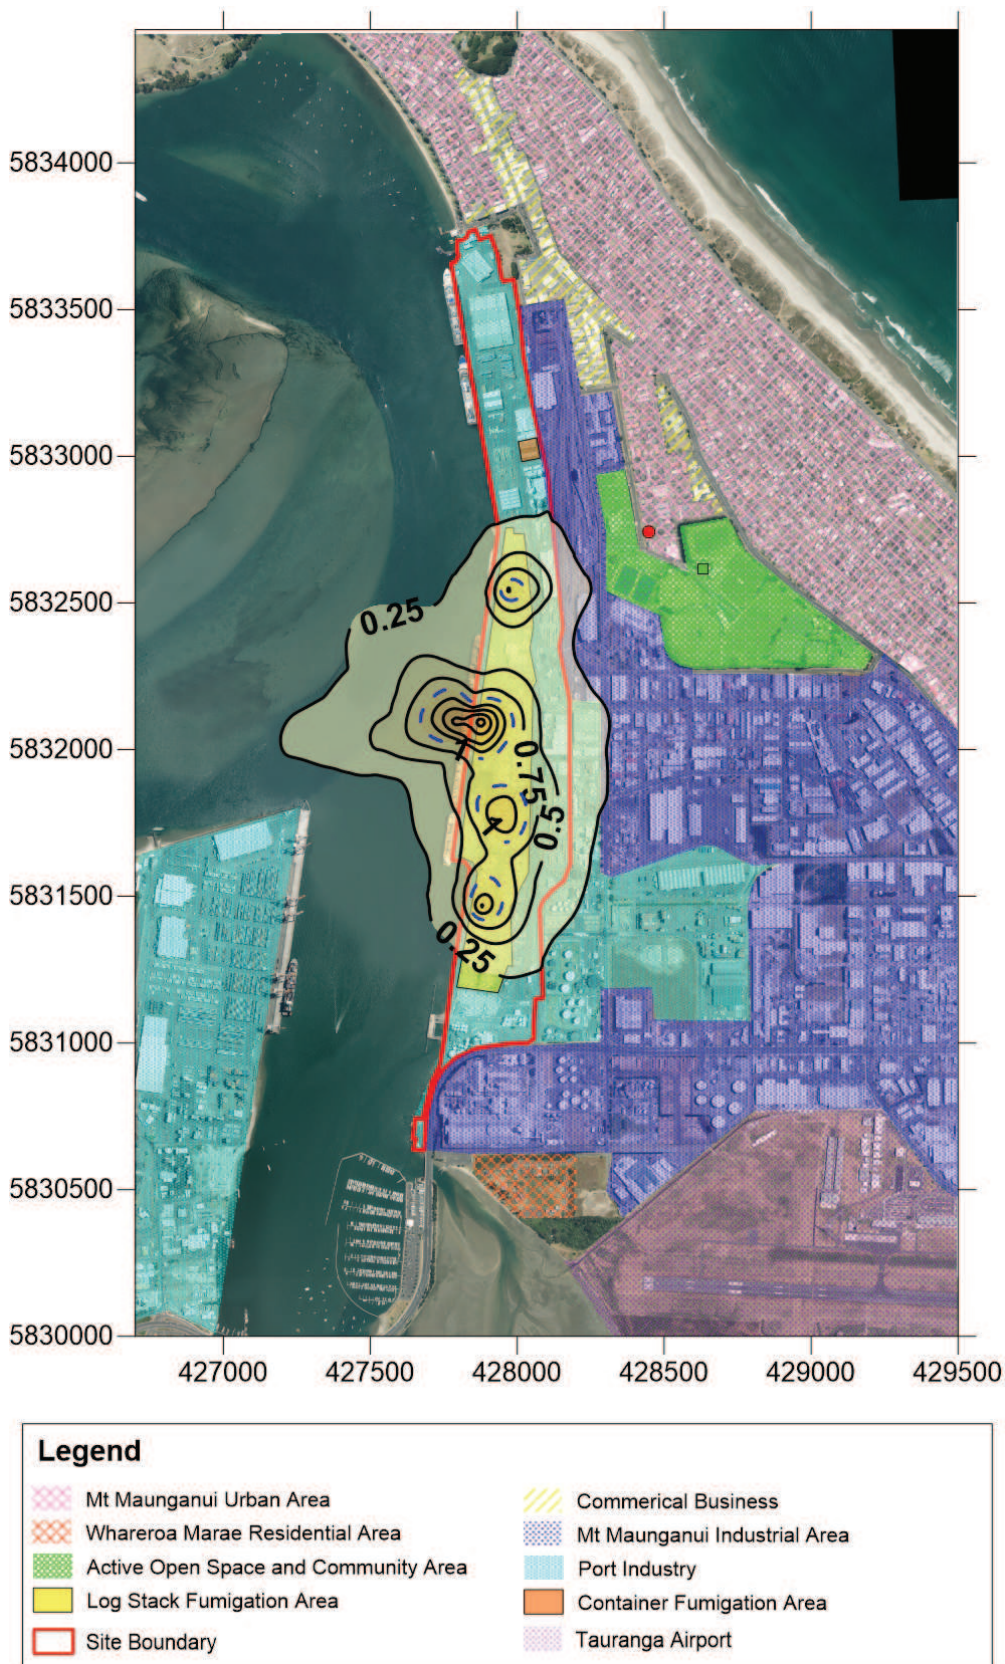 5834000
5833500
5833000
5832500
5832000
5831500
5831000
5830500
5830000
0.25
1
0.75
0.5
1
0.25
427000 427500 428000 428500 429000 429500
Legend
Mt Maunganui Urban Area
Whareroa Marae Residential Area
Active Open Space and Community Area
Log Stack Fumigation Area
Site Boundary
Commerical Business
Mt Maunganui Industrial Area
Port Industry
Container Fumigation Area
Tauranga Airport